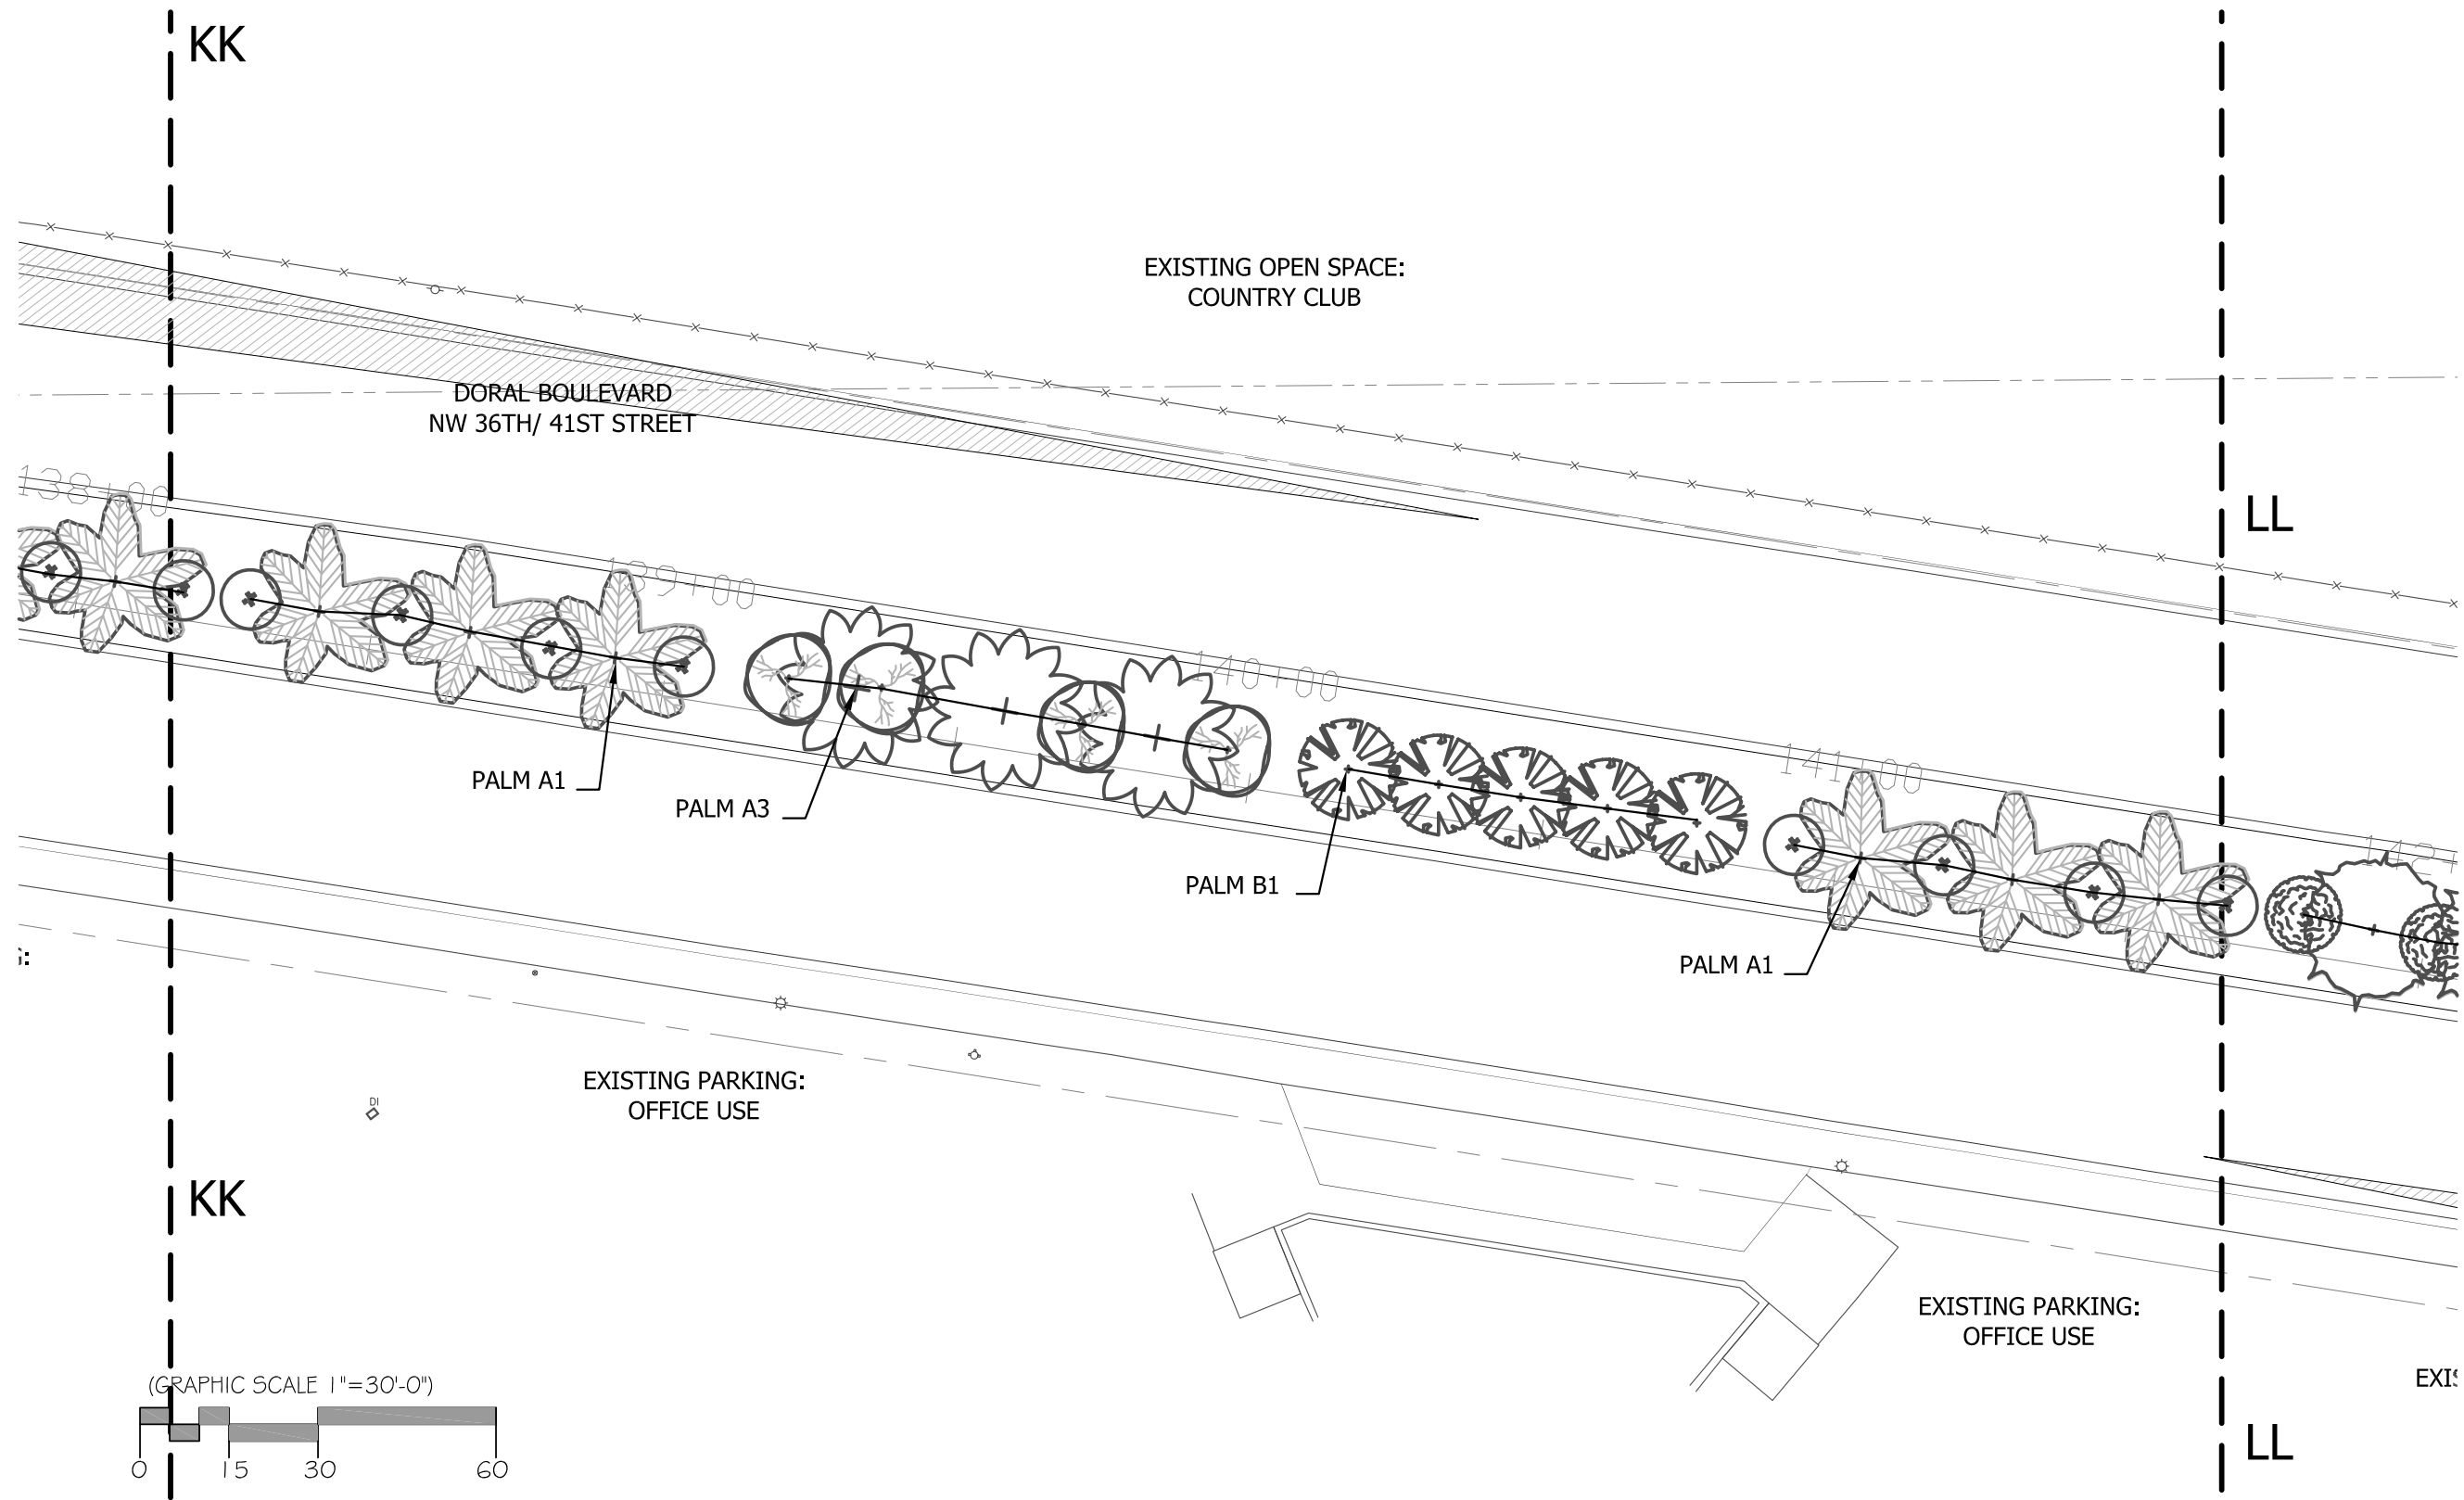 KK
EXISTING OPEN SPACE:
COUNTRY CLUB
DORAL BOULEVARD
NW 36TH/ 41ST STREET
138+00
LL
139+00
140+00
PALM A1
PALM A3
141+00
PALM B1
PALM A1
EXISTING PARKING:
OFFICE USE
DI
KK
EXISTING PARKING:
OFFICE USE
(GRAPHIC SCALE 1"=30'-0")
0 15 30 60
LL